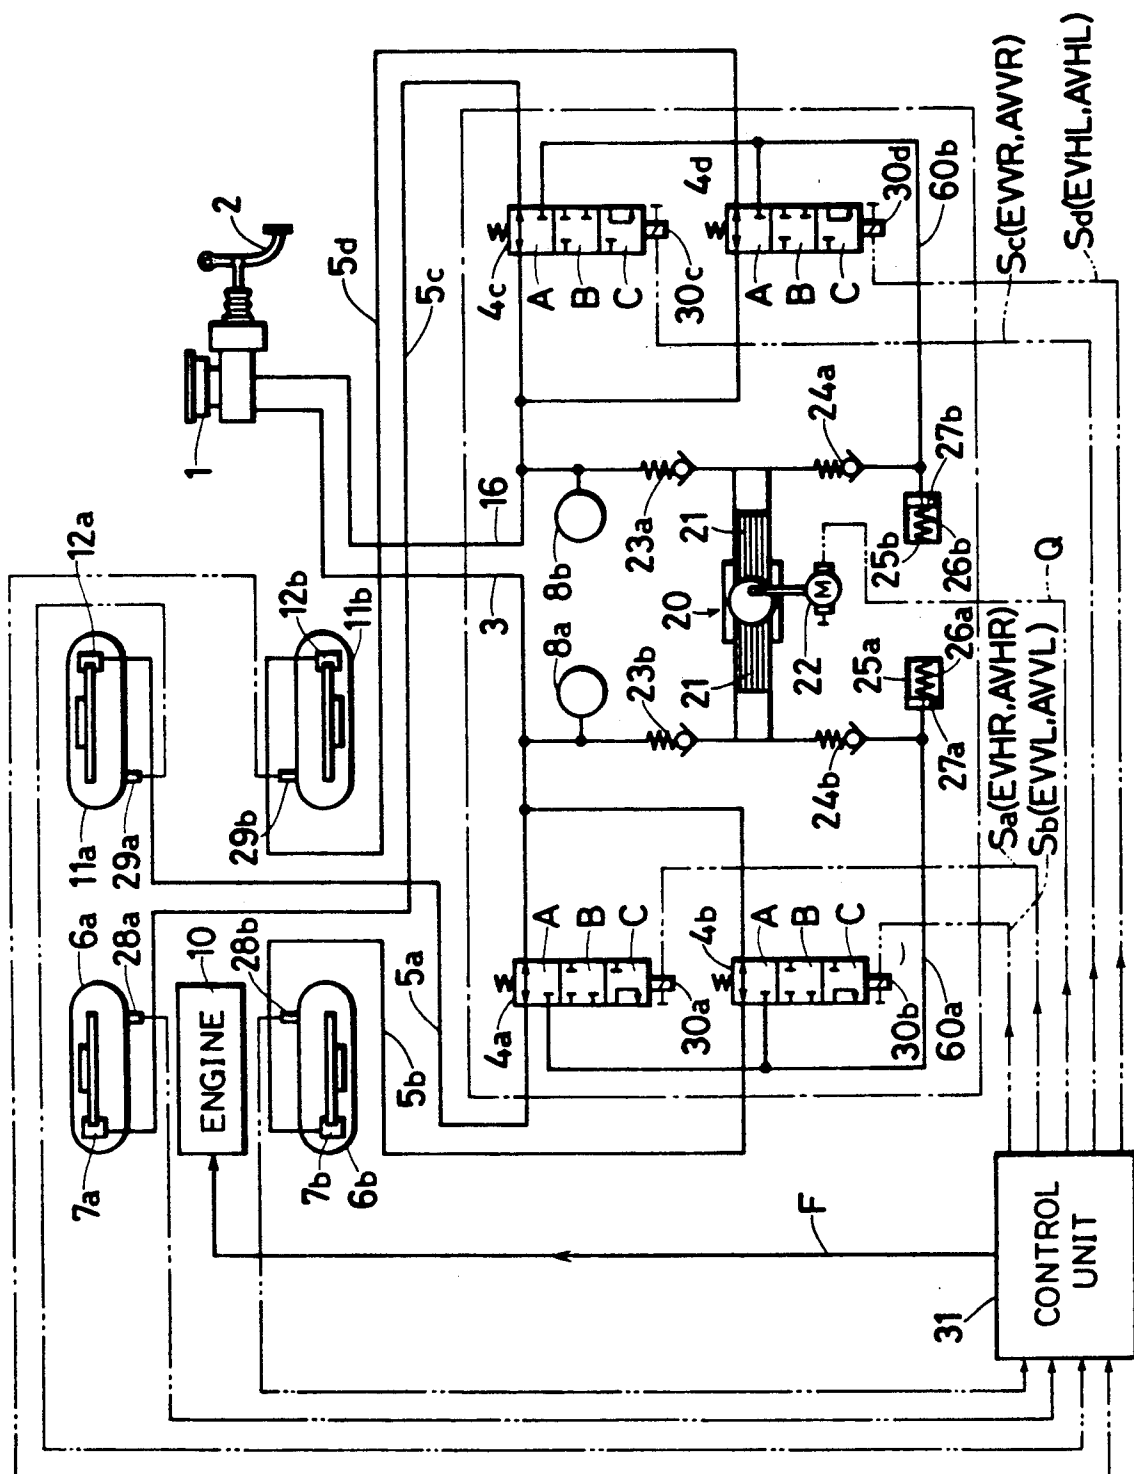 2
1
5d
5c
4c
A
B
C
30c
4d
A
B
C
30d
60b
Sc(EVVR,AVVR)
Sd(EVHL,AVHL)
16
3
12a
12b
11b
11a
29a
29b
8b
8a
23a
23b
24a
24b
21
20
21
22
M
25b
26b
27b
25a
26a
27a
Q
Sa(EVHR,AVHR)
Sb(EVVL,AVVL)
6a
28a
10
28b
ENGINE
7a
7b
6b
5a
5b
4a
A
B
C
30a
4b
A
B
C
30b
60a
F
31
CONTROL
UNIT